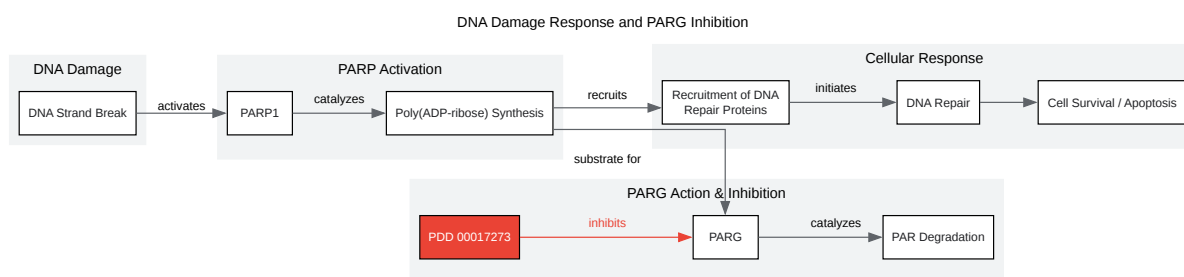 DNA Damage Response and PARG Inhibition
DNA Damage
PARP Activation
Cellular Response
DNA Strand Break
activates
PARP1
catalyzes
Poly(ADP-ribose) Synthesis
recruits
Recruitment of DNA
Repair Proteins
initiates
DNA Repair
Cell Survival / Apoptosis
substrate for
PARG Action & Inhibition
PDD 00017273
inhibits
PARG
catalyzes
PAR Degradation